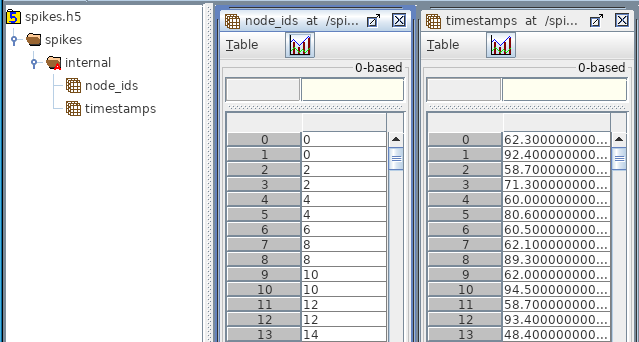 spikes.h5
spikes
internal
node_ids
timestamps
node_ids at /spi...
Table
0-based
0 0
1 0
2 2
3 2
4 4
5 4
6 6
7 8
8 8
9 10
10 10
11 12
12 12
13 14
timestamps at /spi...
Table
0-based
0 62.300000000...
1 92.400000000...
2 58.700000000...
3 71.300000000...
4 60.000000000...
5 80.600000000...
6 60.500000000...
7 62.100000000...
8 89.300000000...
9 62.000000000...
10 94.500000000...
11 58.700000000...
12 93.400000000...
13 48.400000000...